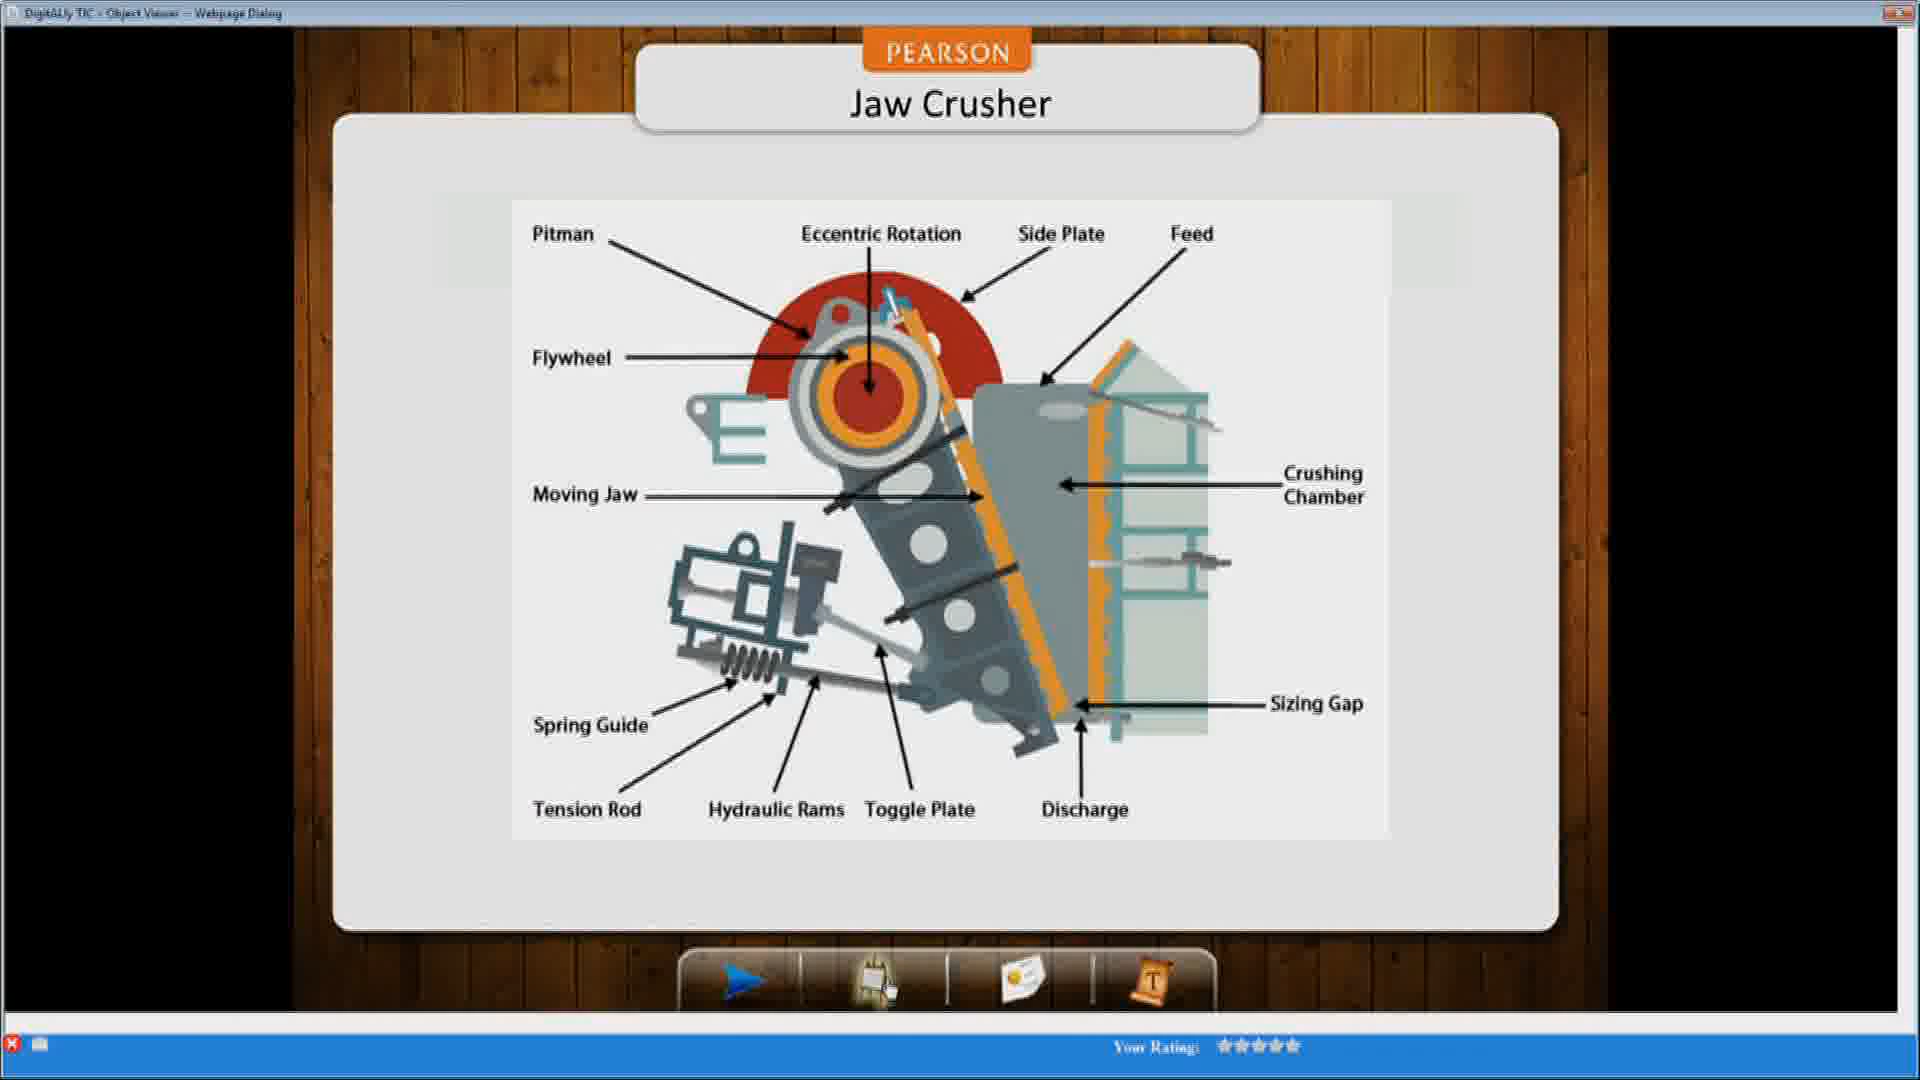 DigitALly TIC - Object Viewer -- Webpage Dialog
PEARSON
Jaw Crusher
Pitman
Eccentric Rotation
Side Plate
Feed
Flywheel
Moving Jaw
Crushing
Chamber
Spring Guide
Sizing Gap
Tension Rod
Hydraulic Rams
Toggle Plate
Discharge
T
Your Rating: